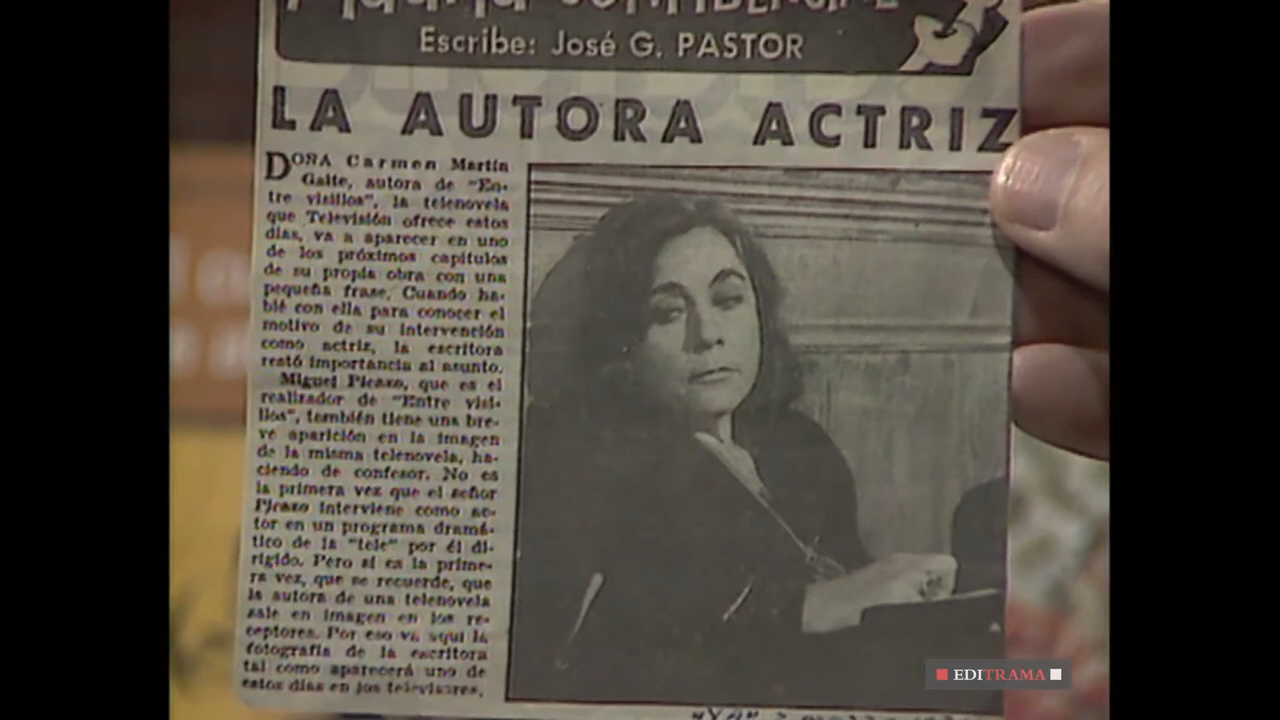 Escribe: José G. PASTOR
LA AUTORA ACTRIZ
DOÑA Carmen Martín
Gaite, autora de "En-
tre visillos", la telenovela
que Televisión ofrece estos
días, va a aparecer en uno
de los próximos capítulos
de su propia obra con una
pequeña frase. Cuando ha-
blé con ella para conocer el
motivo de su intervención
como actriz, la escritora
restó importancia al asunto.
Miguel Picazo, que es el
realizador de "Entre visi-
llos", también tiene una bre-
ve aparición en la imagen
de la misma telenovela, ha-
ciendo de confesor. No es
la primera vez que el señor
Picazo interviene como ac-
tor en un programa dramá-
tico de la "tele" por él di-
rigido. Pero sí es la prime-
ra vez, que se recuerde, que
la autora de una telenovela
sale en imagen en los re-
ceptores. Por eso va aquí la
fotografía de la escritora
tal como aparecerá uno de
estos días en los televisores.
EDITRAMA